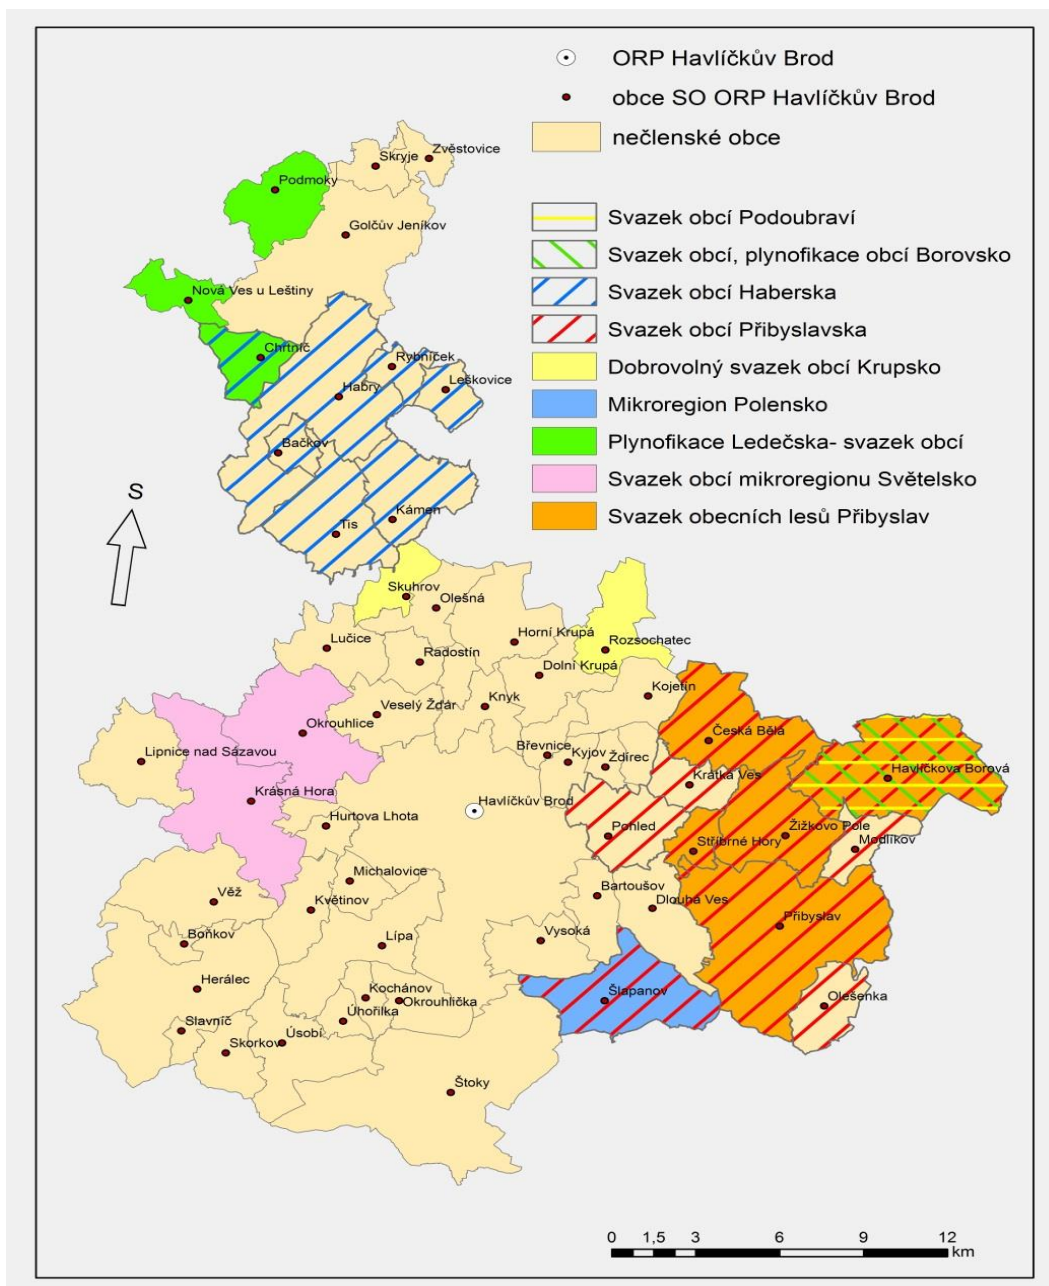 ORP Havlíčkův Brod
obce SO ORP Havlíčkův Brod
nečlenské obce
Svazek obcí Podoubraví
Svazek obcí, plynofikace obcí Borovsko
Svazek obcí Haberska
Svazek obcí Přibyslavska
Dobrovolný svazek obcí Krupsko
Mikroregion Polensko
Plynofikace Ledečska- svazek obcí
Svazek obcí mikroregionu Světelsko
Svazek obecních lesů Přibyslav
Zvěstovice
Skryje
Podmoky
Golčův Jeníkov
Nová Ves u Leštiny
Chrtníč
Rybníček
Leškovice
Habry
Bačkov
Kámen
Tis
S
Skuhrov
Olešná
Lučice
Radostín
Horní Krupá
Rozsochatec
Dolní Krupá
Kojetín
Knyk
Veselý Žďár
Okrouhlice
Lipnice nad Sázavou
Krásná Hora
Břevnice
Kyjov
Ždírec
Česká Bělá
Krátká Ves
Havlíčkova Borová
Havlíčkův Brod
Hurtova Lhota
Pohled
Stříbrné Hory
Žižkovo Pole
Modlíkov
Michalovice
Věž
Květinov
Bartoušov
Dlouhá Ves
Přibyslav
Boňkov
Lípa
Vysoká
Herálec
Kochánov
Okrouhlička
Šlapanov
Olešenka
Úhořilka
Slavníč
Skorkov
Úsobí
Štoky
0 1,5 3 6 9 12
km